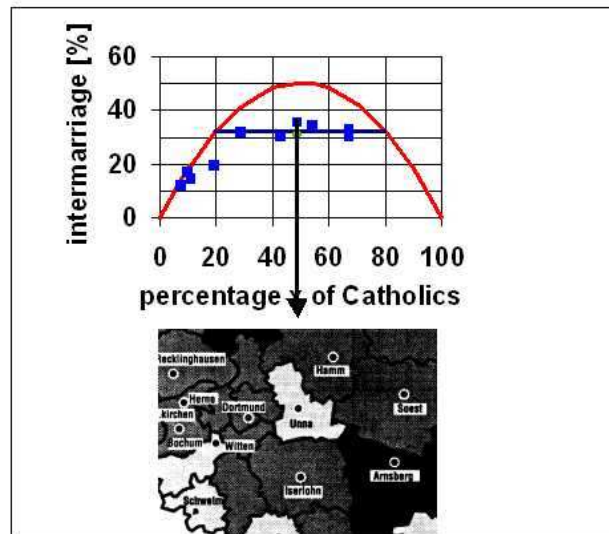 intermarriage [%]
60
40
20
0
0 20 40 60 80 100
percentage x of Catholics
Recklinghausen
Hamm
Herne
Dortmund
Soest
kirchen
Unna
Bochum
Witten
Arnsberg
Iserlohn
Schwelm